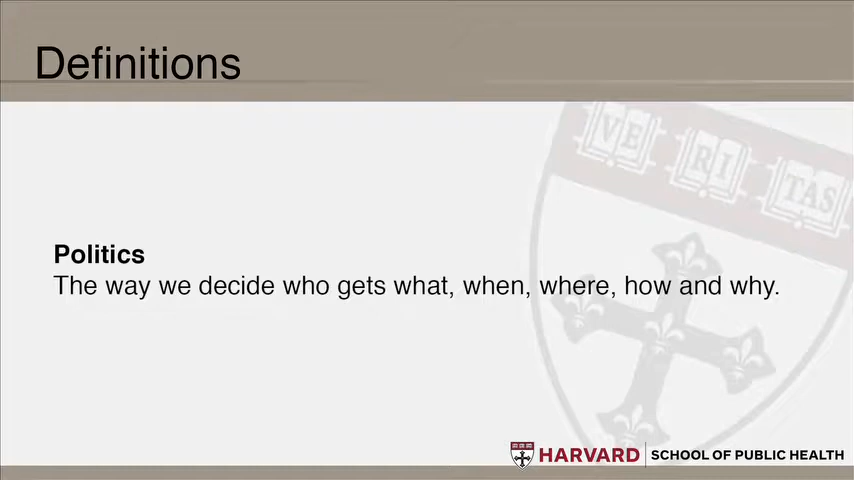 Definitions
VE RI TAS
Politics
The way we decide who gets what, when, where, how and why.
HARVARD SCHOOL OF PUBLIC HEALTH